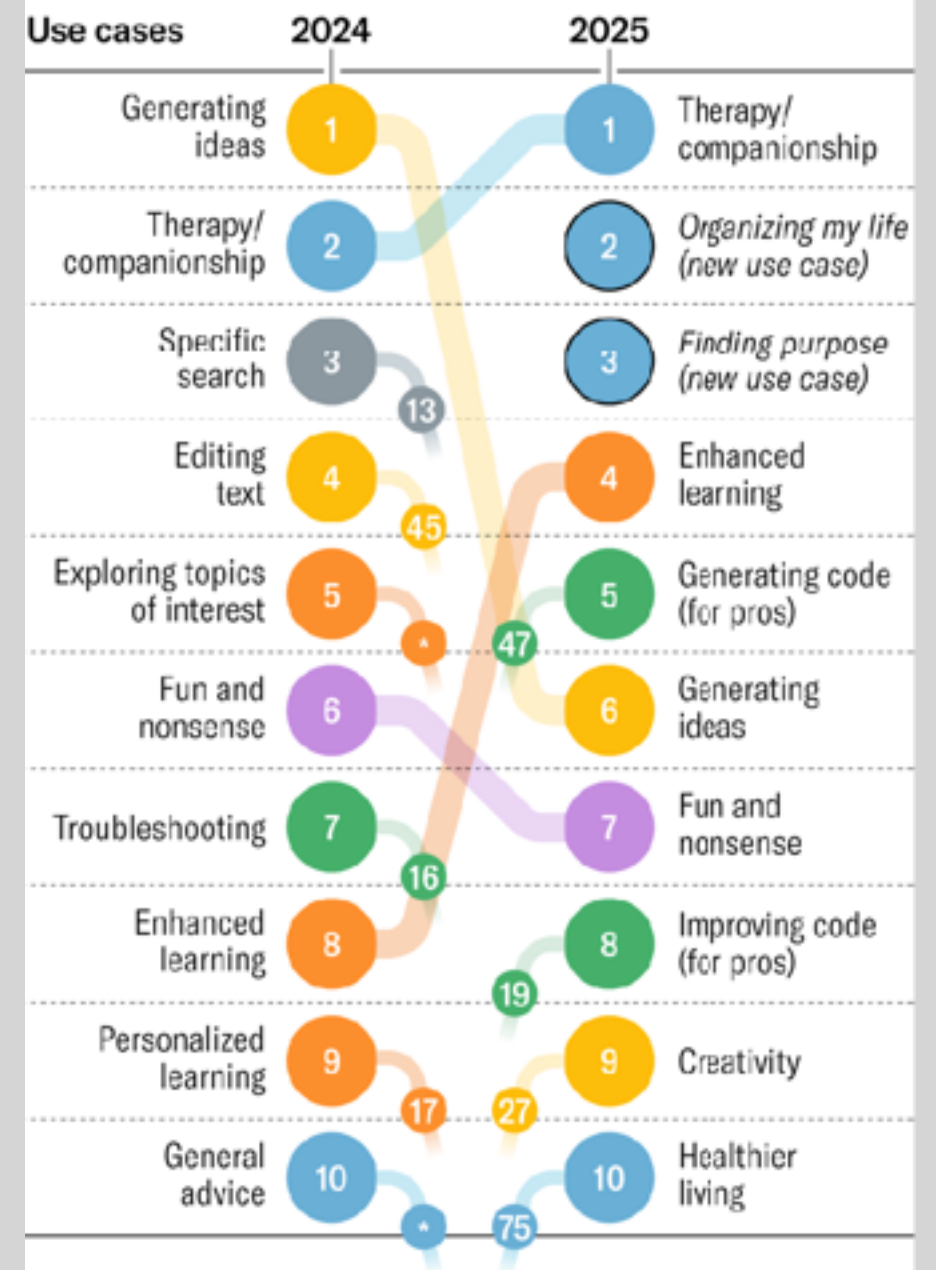 Use cases 2024 2025
Generating
ideas
1
1
Therapy/
companionship
Therapy/
companionship
2
2
Organizing my life
(new use case)
Specific
search
3
13
3
Finding purpose
(new use case)
Editing
text
4
45
4
Enhanced
learning
Exploring topics
of interest
5
*
47
5
Generating code
(for pros)
Fun and
nonsense
6
6
Generating
ideas
Troubleshooting
7
16
7
Fun and
nonsense
Enhanced
learning
8
19
8
Improving code
(for pros)
Personalized
learning
9
17
27
9
Creativity
General
advice
10
*
75
10
Healthier
living